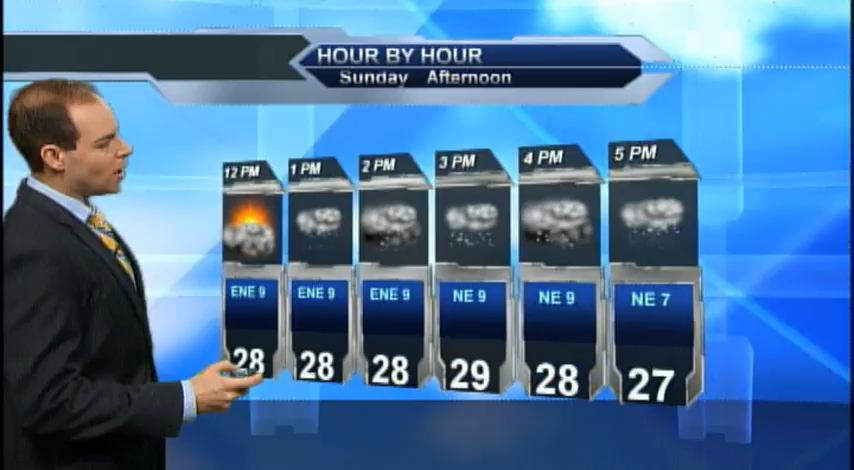 HOUR BY HOUR
Sunday Afternoon
12 PM 1 PM 2 PM 3 PM 4 PM 5 PM
ENE 9 ENE 9 ENE 9 NE 9 NE 9 NE 7
28 28 28 29 28 27